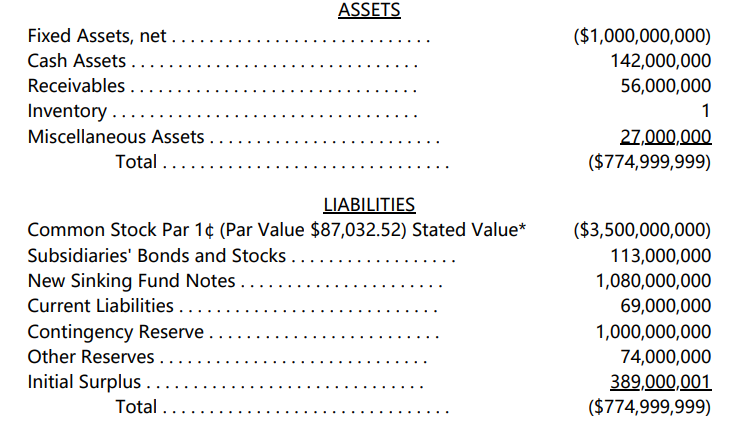 ASSETS
Fixed Assets, net . . . . . . . . . . . . . . . . . . . . . . . . . . . . ($1,000,000,000)
Cash Assets . . . . . . . . . . . . . . . . . . . . . . . . . . . . . . . 142,000,000
Receivables . . . . . . . . . . . . . . . . . . . . . . . . . . . . . . . 56,000,000
Inventory . . . . . . . . . . . . . . . . . . . . . . . . . . . . . . . . . 1
Miscellaneous Assets . . . . . . . . . . . . . . . . . . . . . . . . . 27,000,000
Total . . . . . . . . . . . . . . . . . . . . . . . . . . . . . . . ($774,999,999)
LIABILITIES
Common Stock Par 1¢ (Par Value $87,032.52) Stated Value* ($3,500,000,000)
Subsidiaries' Bonds and Stocks . . . . . . . . . . . . . . . . . . 113,000,000
New Sinking Fund Notes . . . . . . . . . . . . . . . . . . . . . . 1,080,000,000
Current Liabilities . . . . . . . . . . . . . . . . . . . . . . . . . . . . 69,000,000
Contingency Reserve . . . . . . . . . . . . . . . . . . . . . . . . . 1,000,000,000
Other Reserves . . . . . . . . . . . . . . . . . . . . . . . . . . . . . 74,000,000
Initial Surplus . . . . . . . . . . . . . . . . . . . . . . . . . . . . . . 389,000,001
Total . . . . . . . . . . . . . . . . . . . . . . . . . . . . . . . ($774,999,999)